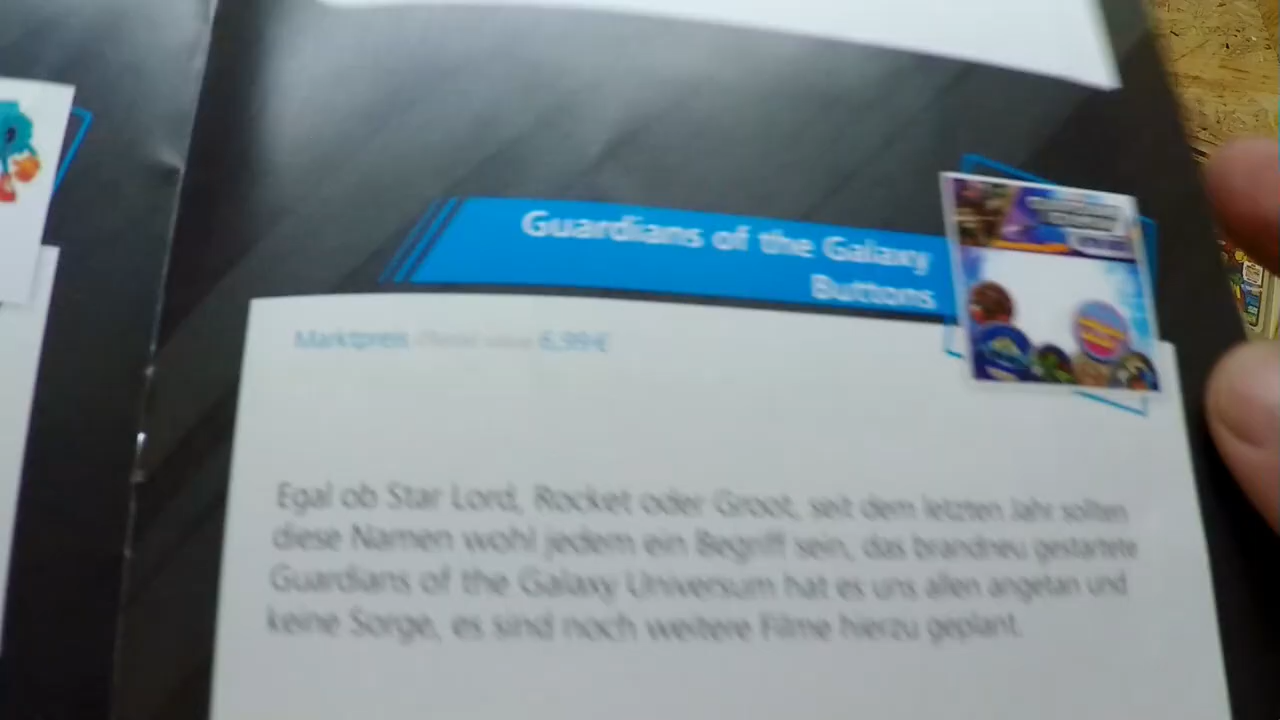 Guardians of the Galaxy
Buttons
Marktpreis 6,99 €
Egal ob Star Lord, Rocket oder Groot, seit dem letzten Jahr sollten
diese Namen wohl jedem ein Begriff sein, das brandneu gestartete
Guardians of the Galaxy Universum hat es uns allen angetan und
keine Sorge, es sind noch weitere Filme hierzu geplant.